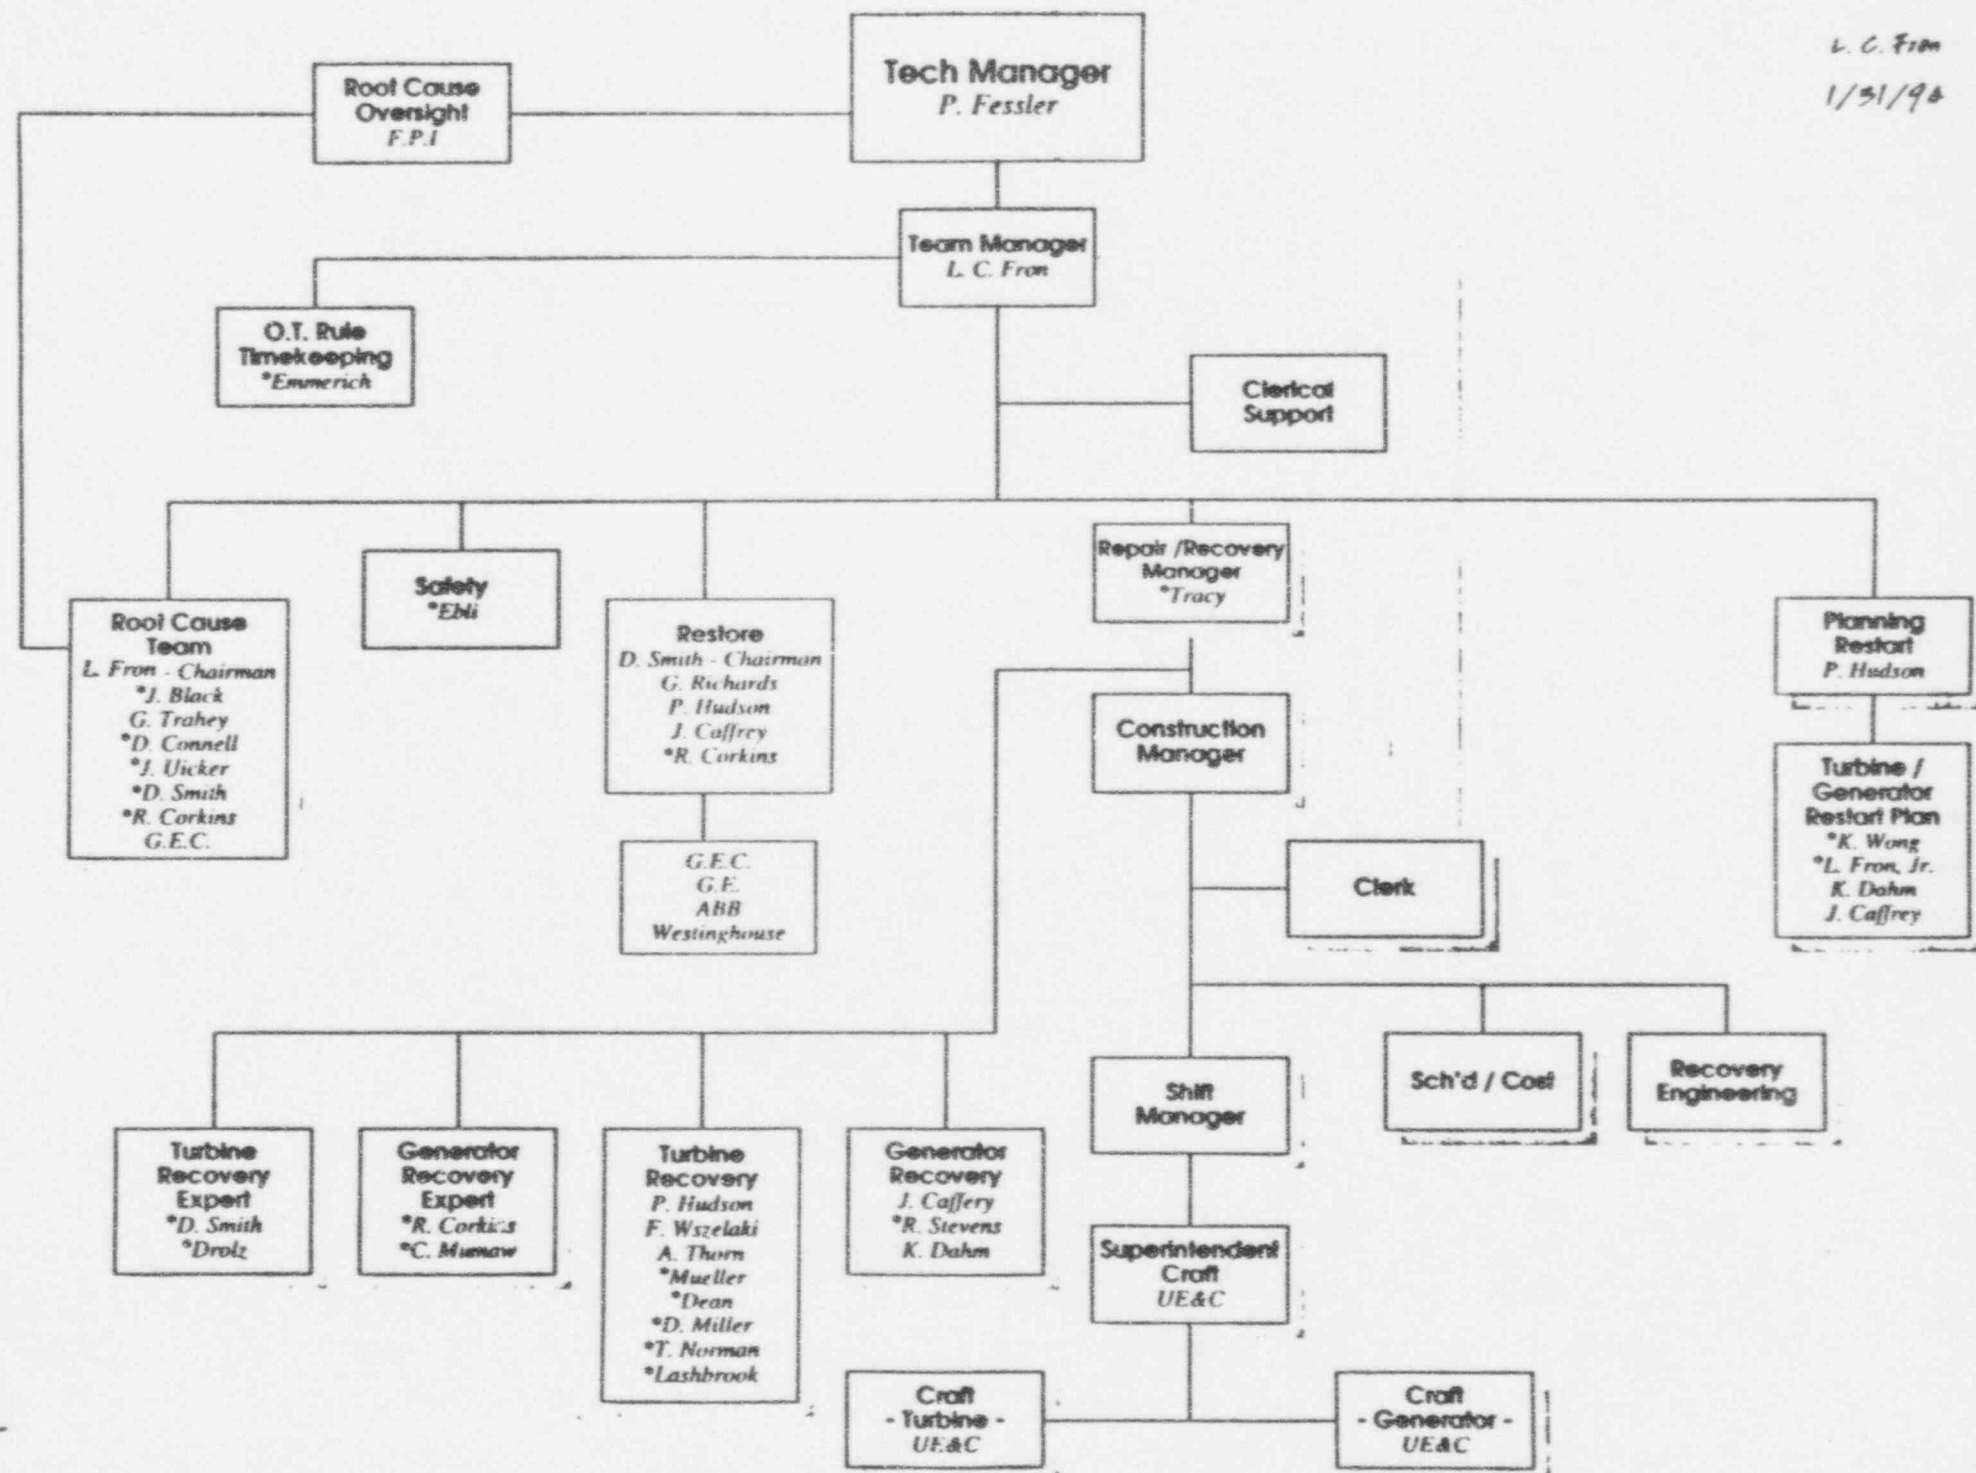 L. C. Fron
Root Cause
Oversight
F.P.I
Tech Manager
P. Fessler
Team Manager
L. C. Fron
O.T. Rule
Timekeeping
*Emmerich
Clerical
Support
Root Cause
Team
L. Fron - Chairman
*J. Black
G. Trahey
*D. Connell
*J. Uicker
*D. Smith
*R. Corkins
G.E.C.
Safety
*Ebli
Restore
D. Smith - Chairman
G. Richards
P. Hudson
J. Caffrey
*R. Corkins
G.E.C.
G.E.
ABB
Westinghouse
Repair /Recovery
Manager
*Tracy
Construction
Manager
Clerk
Planning
Restart
P. Hudson
Turbine /
Generator
Restart Plan
*K. Wong
*L. Fron, Jr.
K. Dahm
J. Caffrey
Turbine
Recovery
Expert
*D. Smith
*Drolz
Generator
Recovery
Expert
*R. Corkins
*C. Mumaw
Turbine
Recovery
P. Hudson
F. Wszelaki
A. Thorn
*Mueller
*Dean
*D. Miller
*T. Norman
*Lashbrook
Generator
Recovery
J. Caffery
*R. Stevens
K. Dahm
Shift
Manager
Sch'd / Cost
Recovery
Engineering
Superintendent
Craft
UE&C
Craft
- Turbine -
UE&C
Craft
- Generator -
UE&C